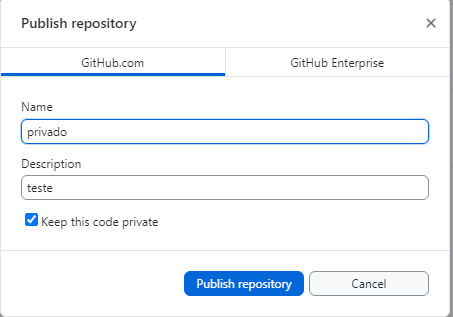 Publish repository
GitHub.com
GitHub Enterprise
Name
privado
Description
teste
Keep this code private
Publish repository
Cancel